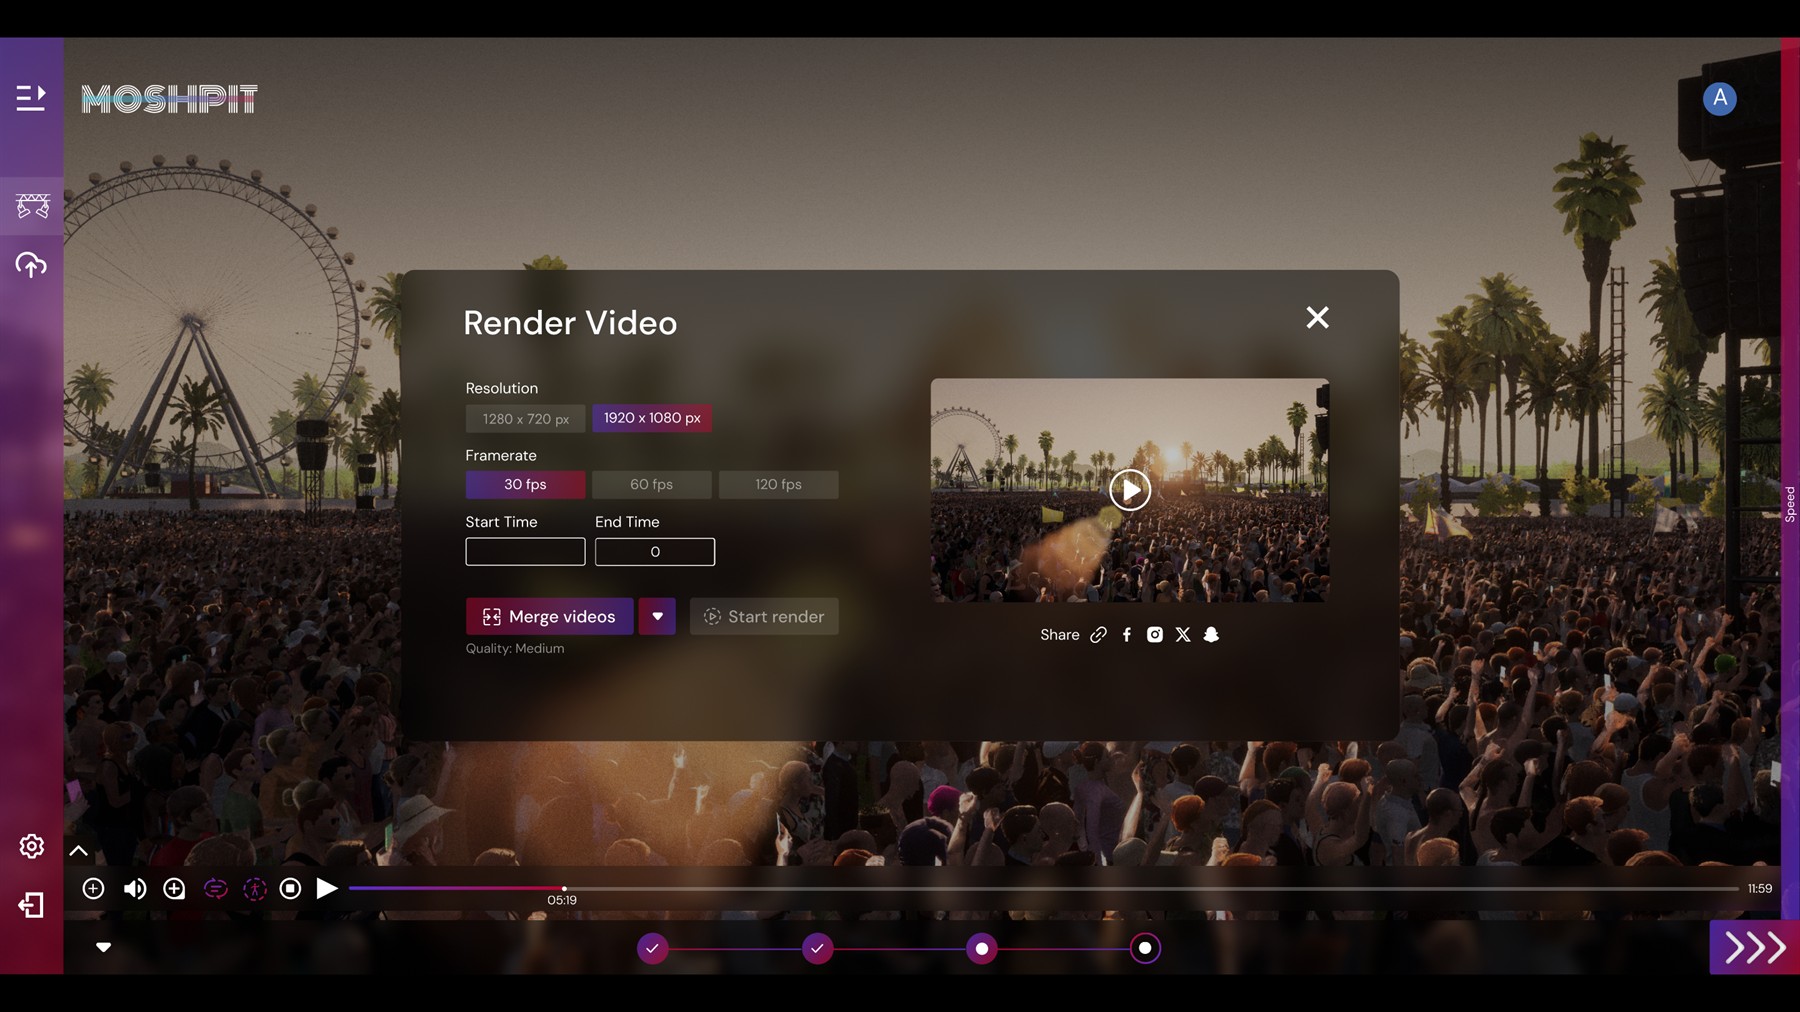 MOSHPIT
A
Render Video
Resolution
1280 x 720 px
1920 x 1080 px
Framerate
30 fps
60 fps
120 fps
Start Time
End Time
0
Merge videos
Start render
Quality: Medium
Share
Speed
05:19
11:59